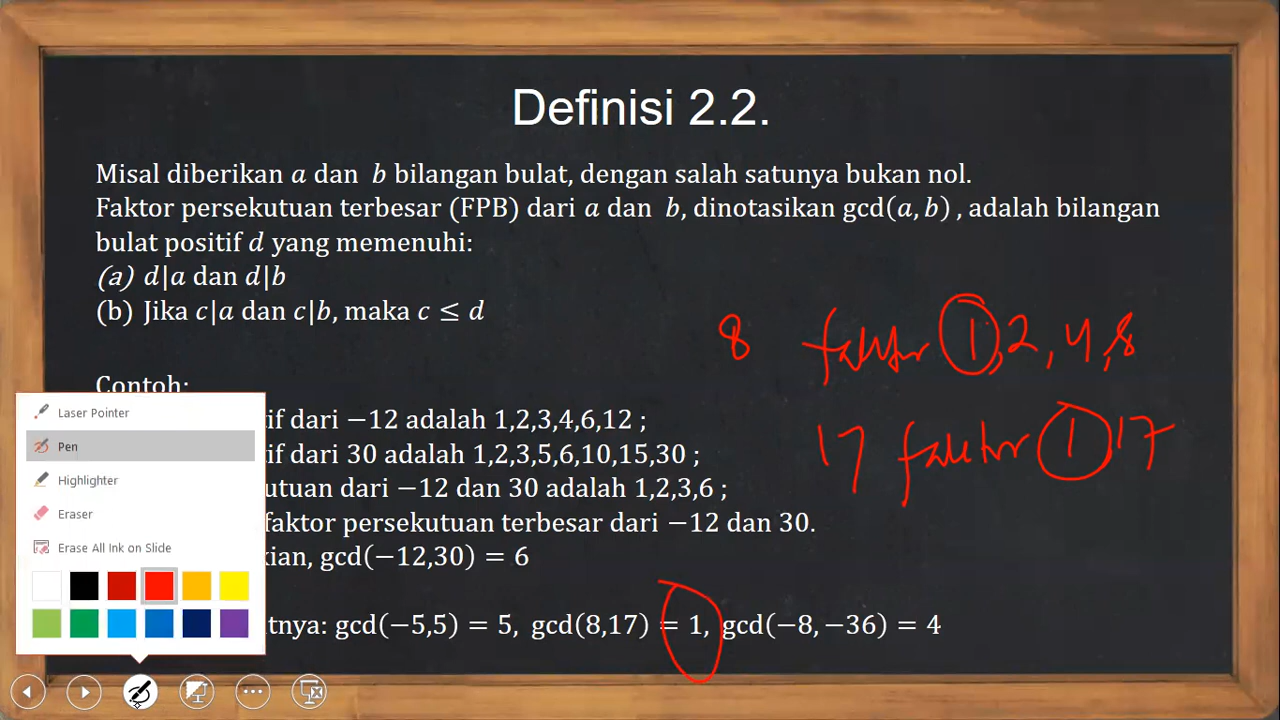 Definisi 2.2.
Misal diberikan a dan b bilangan bulat, dengan salah satunya bukan nol.
Faktor persekutuan terbesar (FPB) dari a dan b, dinotasikan gcd(a, b) , adalah bilangan
bulat positif d yang memenuhi:
(a) d|a dan d|b
(b) Jika c|a dan c|b, maka c ≤ d
8 faktor 1, 2, 4, 8
Contoh:
Laser Pointer
Pen
Highlighter
Eraser
Erase All Ink on Slide
dari −12 adalah 1,2,3,4,6,12 ;
17 faktor 1, 17
dari 30 adalah 1,2,3,5,6,10,15,30 ;
dari −12 dan 30 adalah 1,2,3,6 ;
faktor persekutuan terbesar dari −12 dan 30.
gcd(−12,30) = 6
gcd(−5,5) = 5, gcd(8,17) = 1, gcd(−8, −36) = 4